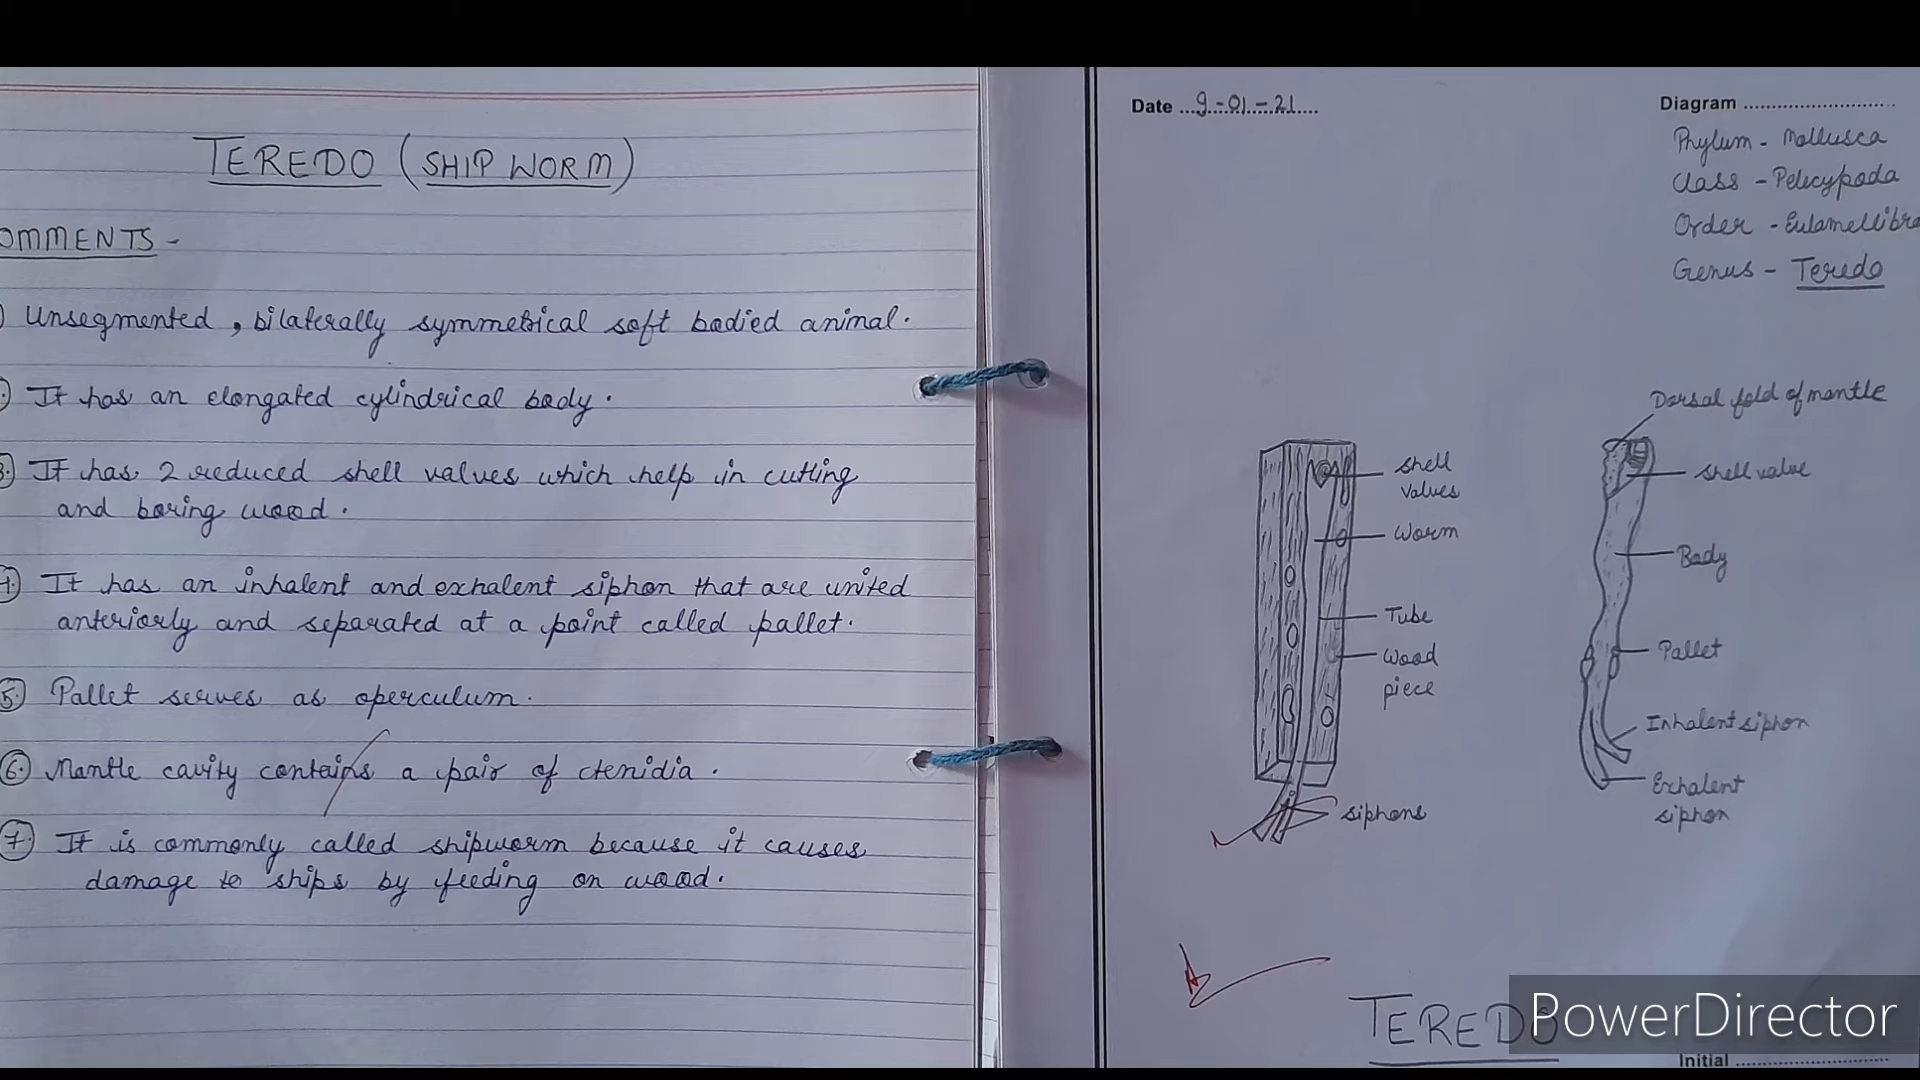 TEREDO (SHIP WORM)
OMMENTS -
) Unsegmented, bilaterally symmetrical soft bodied animal.
It has an elongated cylindrical body.
3. It has 2 reduced shell values which help in cutting
and boring wood.
4. It has an inhalent and exhalent siphon that are united
anteriorly and separated at a point called pallet.
5 Pallet serves as operculum.
6. Mantle cavity contains a pair of ctenidia.
7. It is commonly called shipworm because it causes
damage to ships by feeding on wood.
Date ...9-01-21....
Diagram ............................
Phylum - Mollusca
Class - Pelecypoda
Order - Eulamellibra
Genus - Teredo
Shell
Values
Worm
Tube
Wood
piece
Siphons
Dorsal fold of mantle
Shell value
Body
Pallet
Inhalent siphon
Exhalent
siphon
TEREDO
PowerDirector
Initial ............................